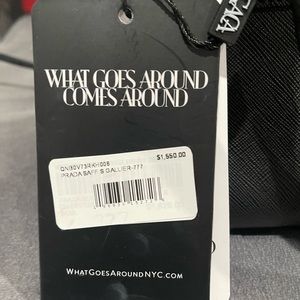 WHAT GOES AROUND
COMES AROUND
$1,550.00
PRADA SAFF S GALLIER-777
WHATGOESAROUNDNYC.COM